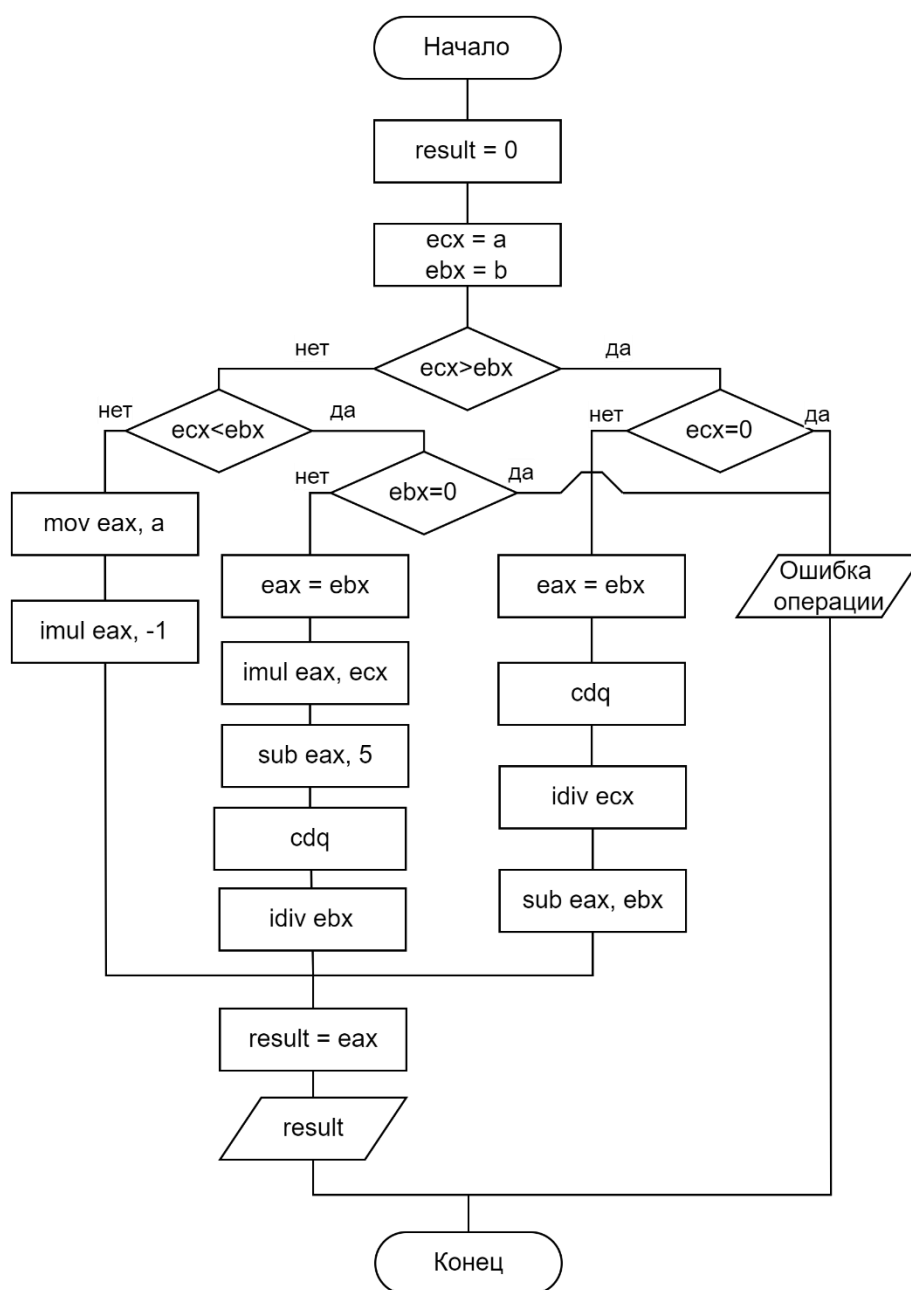 Начало
result = 0
ecx = a
ebx = b
ecx>ebx
нет
да
ecx<ebx
нет
да
ecx=0
нет
да
ebx=0
нет
да
mov eax, a
imul eax, -1
eax = ebx
imul eax, ecx
sub eax, 5
cdq
idiv ebx
eax = ebx
cdq
idiv ecx
sub eax, ebx
Ошибка
операции
result = eax
result
Конец